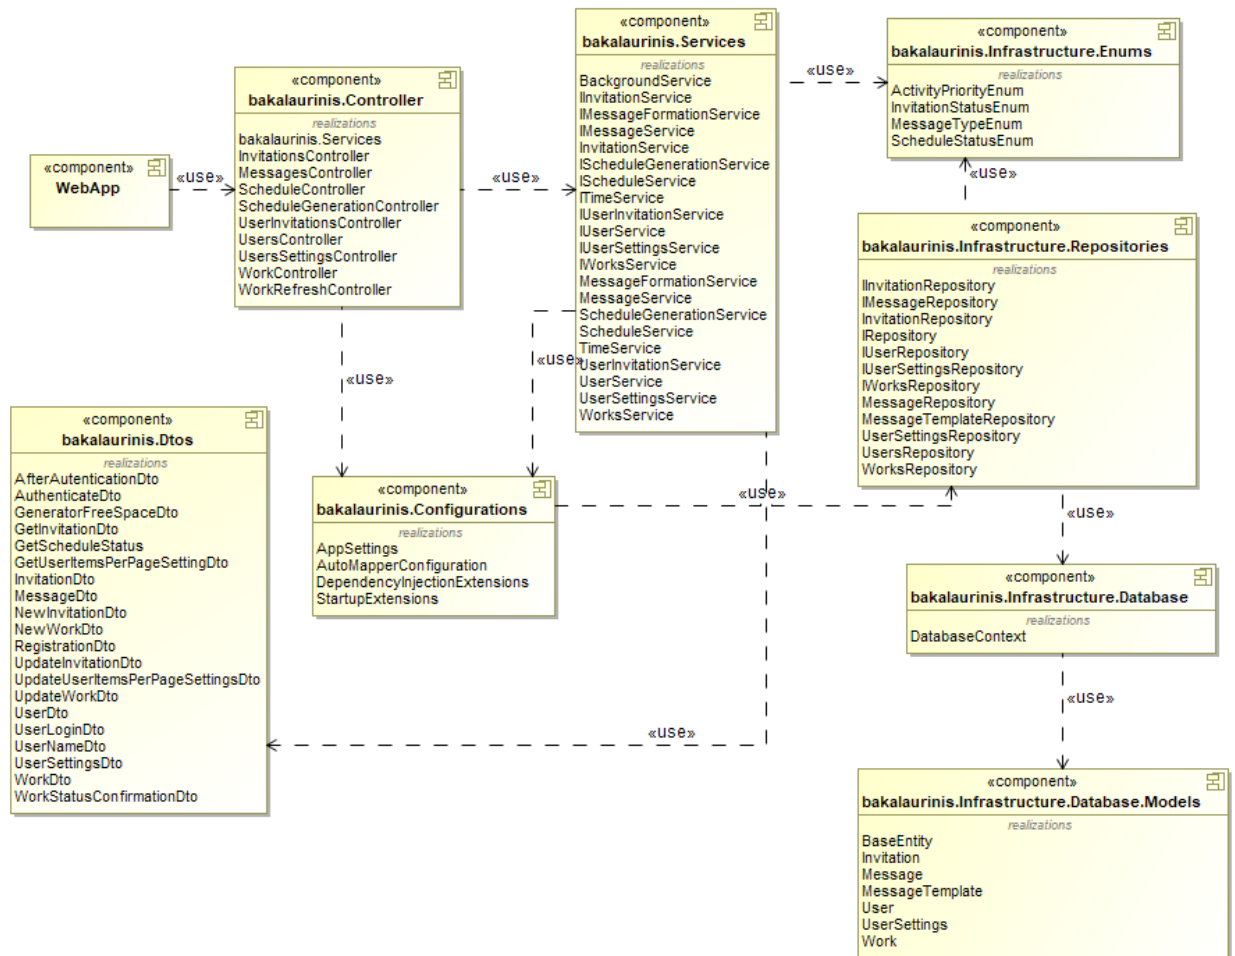 «component»
WebApp
«use»
«component»
bakalaurinis.Controller
realizations
bakalaurinis.Services
InvitationsController
MessagesController
ScheduleController
ScheduleGenerationController
UserInvitationsController
UsersController
UsersSettingsController
WorkController
WorkRefreshController
«use»
«use»
«component»
bakalaurinis.Services
realizations
BackgroundService
IInvitationService
IMessageFormationService
IMessageService
InvitationService
IScheduleGenerationService
IScheduleService
ITimeService
IUserInvitationService
IUserService
IUserSettingsService
IWorksService
MessageFormationService
MessageService
ScheduleGenerationService
ScheduleService
TimeService
UserInvitationService
UserService
UserSettingsService
WorksService
«use»
«use»
«component»
bakalaurinis.Infrastructure.Enums
realizations
ActivityPriorityEnum
InvitationStatusEnum
MessageTypeEnum
ScheduleStatusEnum
«use»
«component»
bakalaurinis.Infrastructure.Repositories
realizations
IInvitationRepository
IMessageRepository
InvitationRepository
IRepository
IUserRepository
IUserSettingsRepository
IWorksRepository
MessageRepository
MessageTemplateRepository
UserSettingsRepository
UsersRepository
WorksRepository
«component»
bakalaurinis.Dtos
realizations
AfterAutenticationDto
AuthenticateDto
GeneratorFreeSpaceDto
GetInvitationDto
GetScheduleStatus
GetUserItemsPerPageSettingDto
InvitationDto
MessageDto
NewInvitationDto
NewWorkDto
RegistrationDto
UpdateInvitationDto
UpdateUserItemsPerPageSettingsDto
UpdateWorkDto
UserDto
UserLoginDto
UserNameDto
UserSettingsDto
WorkDto
WorkStatusConfirmationDto
«component»
bakalaurinis.Configurations
realizations
AppSettings
AutoMapperConfiguration
DependencyInjectionExtensions
StartupExtensions
«use»
«use»
«use»
«component»
bakalaurinis.Infrastructure.Database
realizations
DatabaseContext
«use»
«component»
bakalaurinis.Infrastructure.Database.Models
realizations
BaseEntity
Invitation
Message
MessageTemplate
User
UserSettings
Work